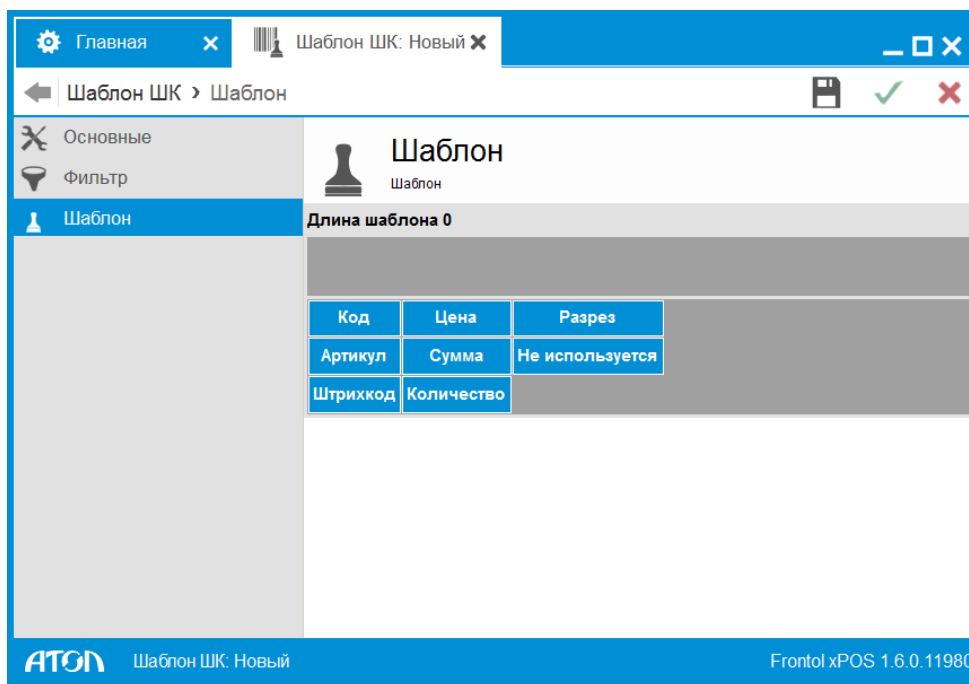 Главная
Шаблон ШК: Новый
Шаблон ШК › Шаблон
Основные
Фильтр
Шаблон
Шаблон
Шаблон
Длина шаблона 0
Код Цена Разрез
Артикул Сумма Не используется
Штрихкод Количество
АТОЛ Шаблон ШК: Новый Frontol xPOS 1.6.0.11980